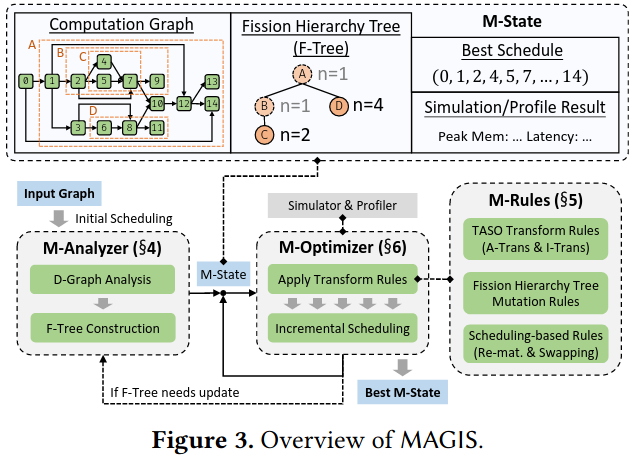 Computation Graph
A
B
C
D
0
1
2
3
4
5
6
7
8
9
10
11
12
13
14
Fission Hierarchy Tree
(F-Tree)
A n=1
B n=1
D n=4
C n=2
M-State
Best Schedule
(0, 1, 2, 4, 5, 7, ..., 14)
Simulation/Profile Result
Peak Mem: ... Latency: ...
Input Graph
Initial Scheduling
M-Analyzer (§4)
D-Graph Analysis
F-Tree Construction
M-State
Simulator & Profiler
M-Optimizer (§6)
Apply Transform Rules
Incremental Scheduling
M-Rules (§5)
TASO Transform Rules
(A-Trans & I-Trans)
Fission Hierarchy Tree
Mutation Rules
Scheduling-based Rules
(Re-mat. & Swapping)
If F-Tree needs update
Best M-State
Figure 3. Overview of MAGIS.